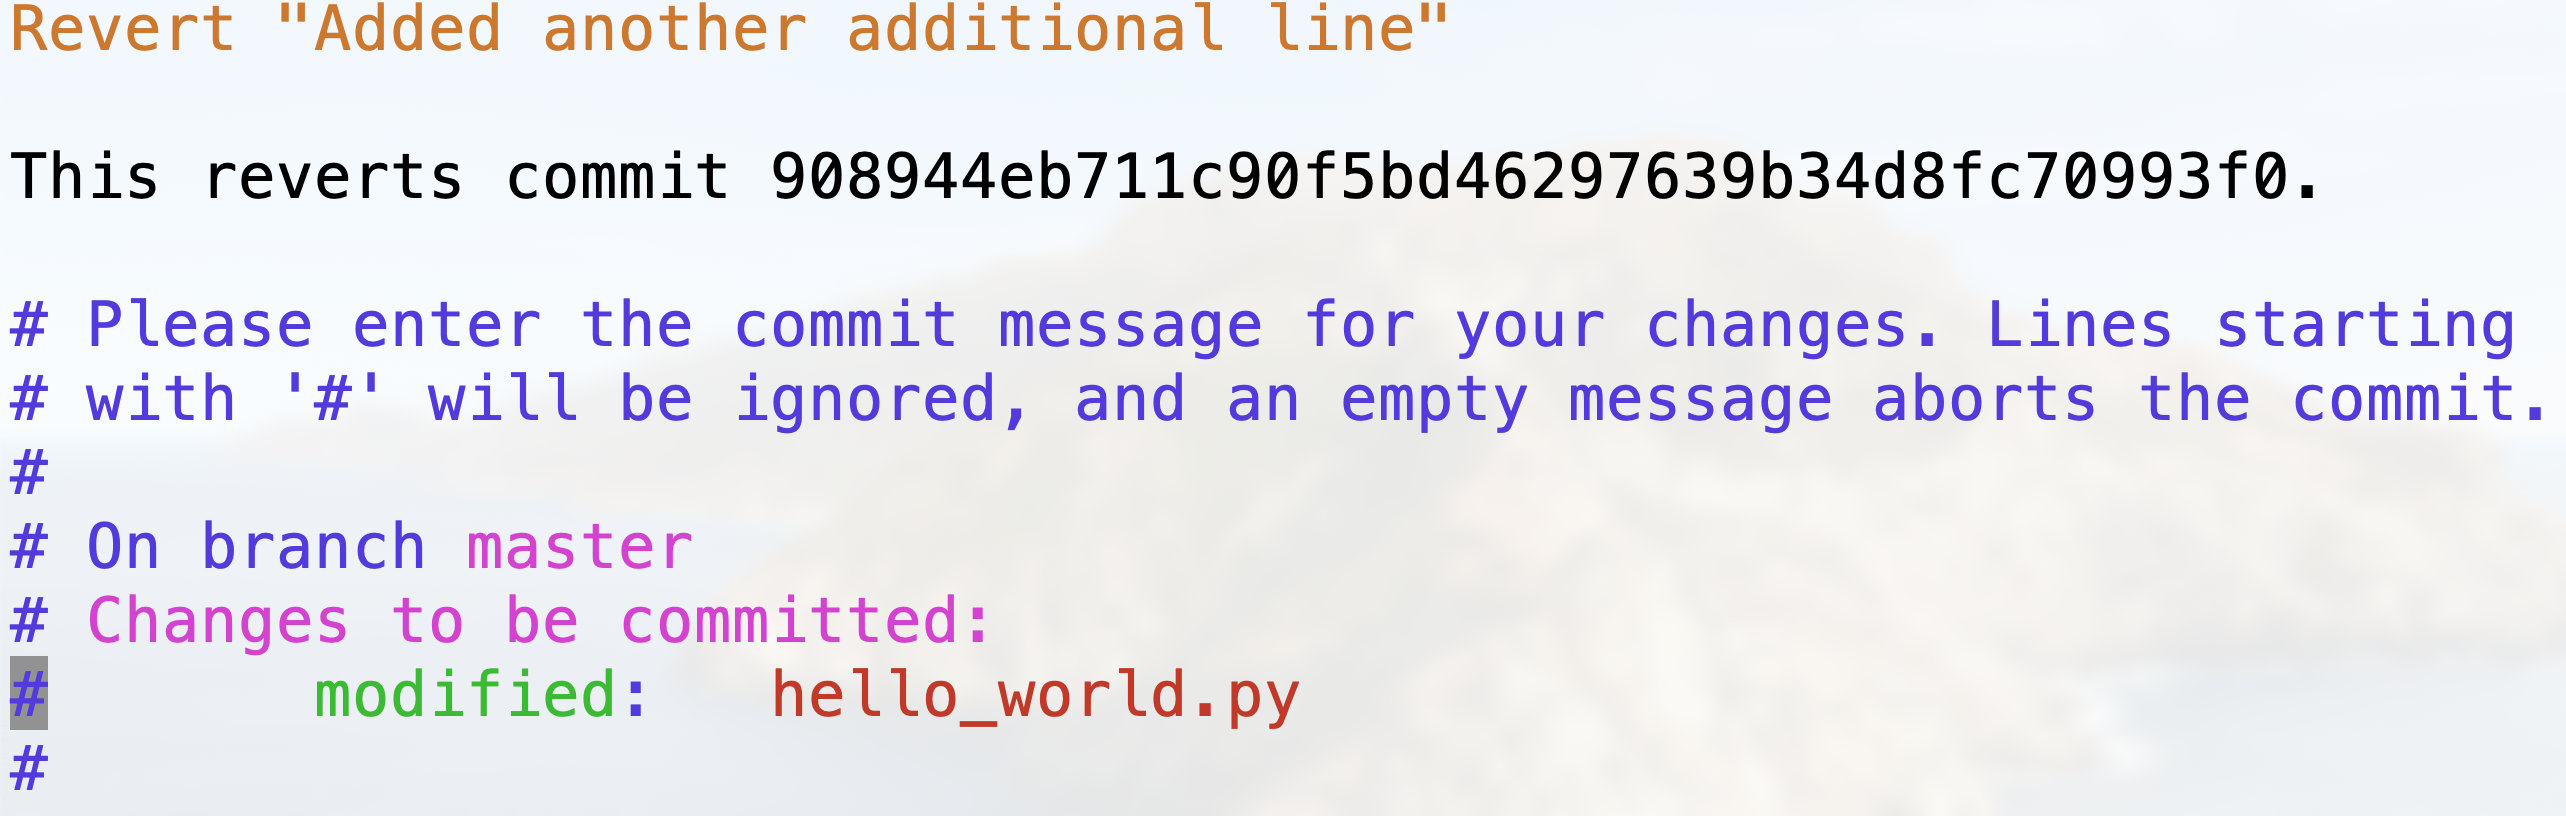 Revert "Added another additional line"
This reverts commit 908944eb711c90f5bd46297639b34d8fc70993f0.
# Please enter the commit message for your changes. Lines starting
# with '#' will be ignored, and an empty message aborts the commit.
#
# On branch master
# Changes to be committed:
#       modified:   hello_world.py
#